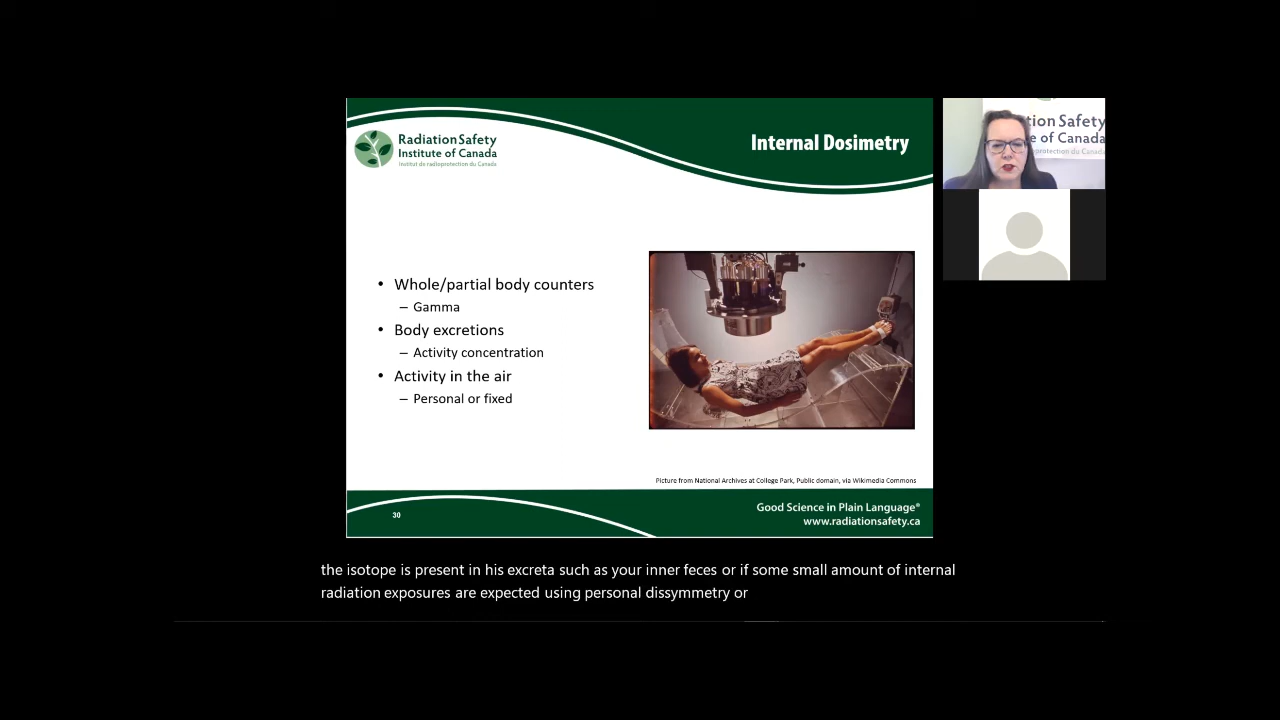 Radiation Safety
Institute of Canada
Institut de radioprotection du Canada
Internal Dosimetry
tion Safety
te of Canada
oprotection du Canada
• Whole/partial body counters
– Gamma
• Body excretions
– Activity concentration
• Activity in the air
– Personal or fixed
Picture from National Archives at College Park, Public domain, via Wikimedia Commons
30
Good Science in Plain Language®
www.radiationsafety.ca
the isotope is present in his excreta such as your inner feces or if some small amount of internal
radiation exposures are expected using personal dissymmetry or